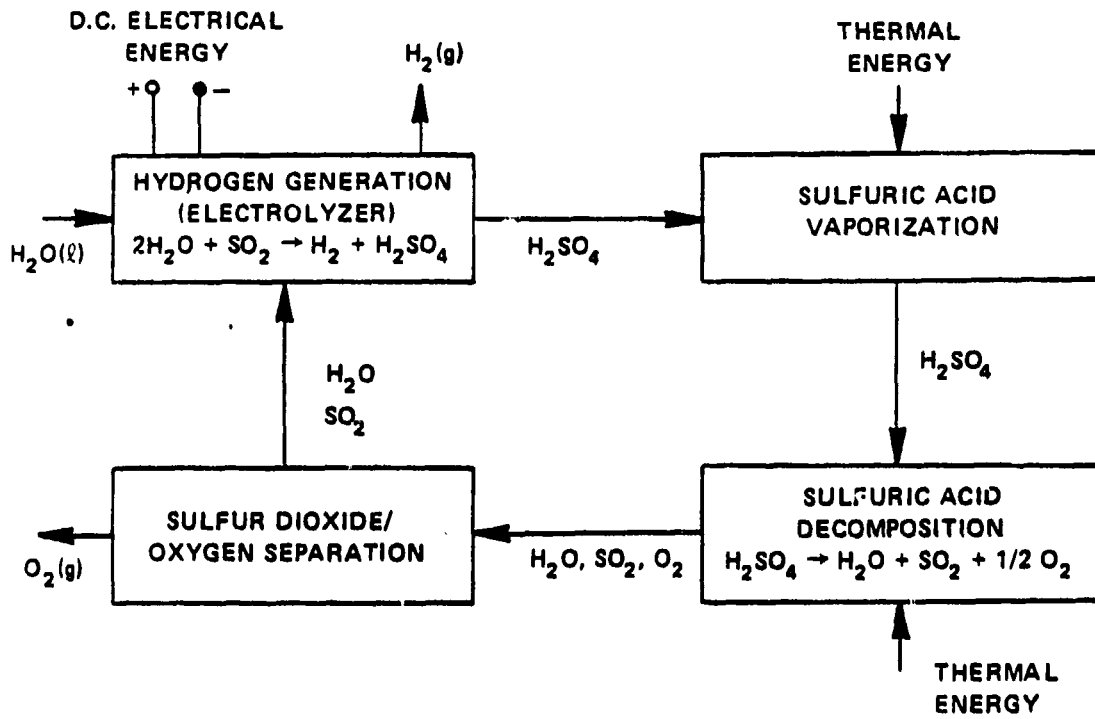 D.C. ELECTRICAL
ENERGY
+ −
H₂(g)
THERMAL
ENERGY
HYDROGEN GENERATION
(ELECTROLYZER)
2H₂O + SO₂ → H₂ + H₂SO₄
H₂O(ℓ)
H₂SO₄
SULFURIC ACID
VAPORIZATION
H₂O
SO₂
H₂SO₄
SULFUR DIOXIDE/
OXYGEN SEPARATION
O₂(g)
H₂O, SO₂, O₂
SULFURIC ACID
DECOMPOSITION
H₂SO₄ → H₂O + SO₂ + 1/2 O₂
THERMAL
ENERGY